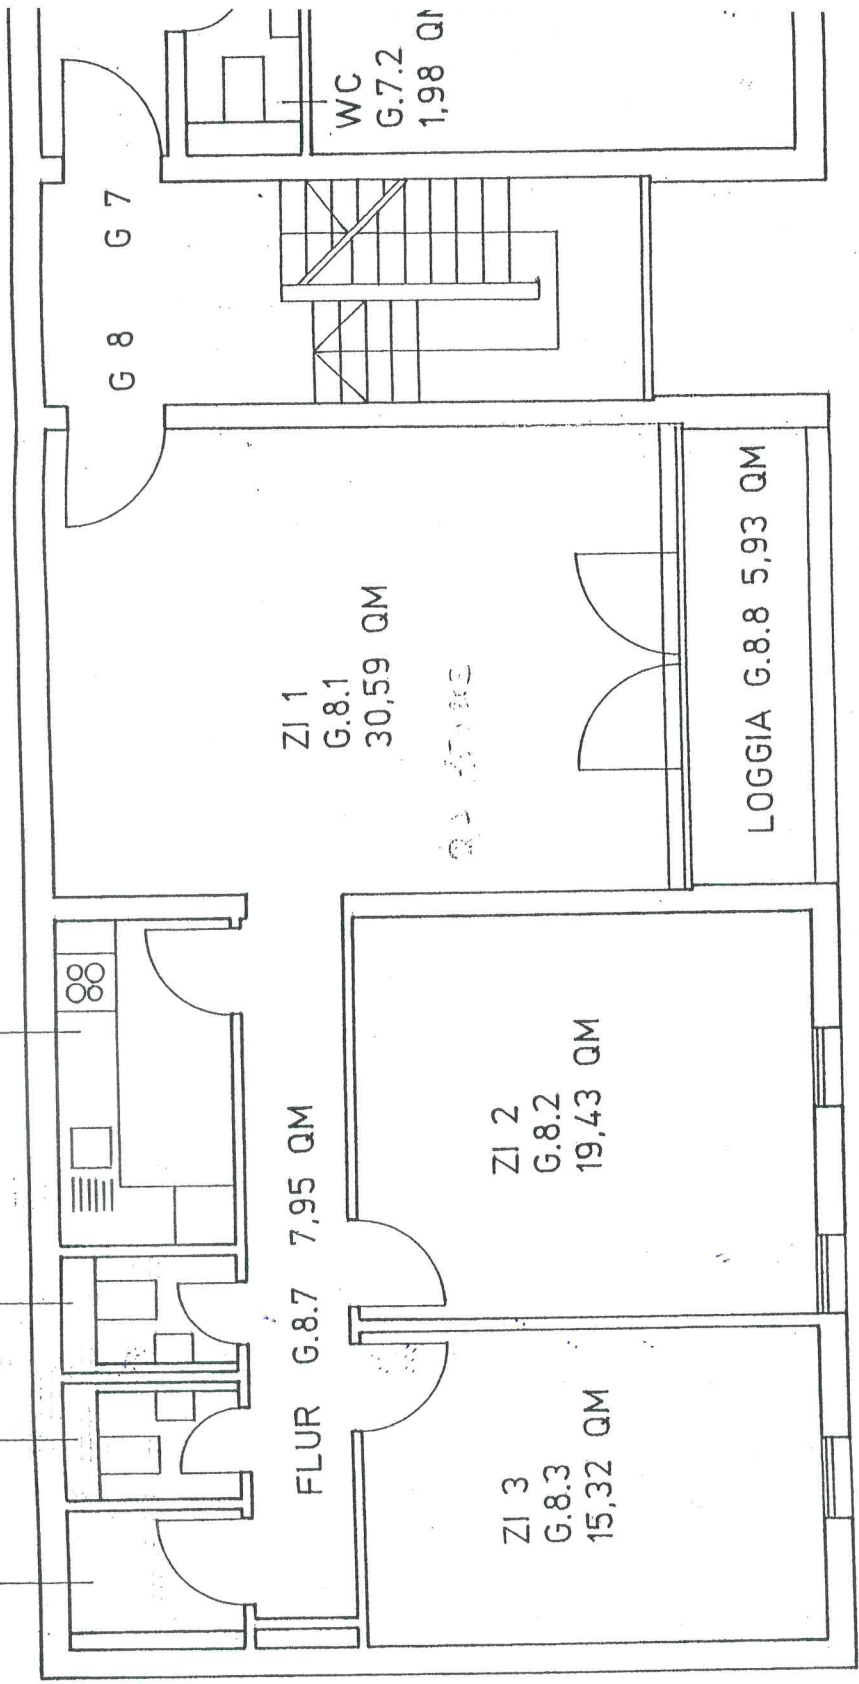 WC
G.7.2
1,98
G 7
G 8
ZI 1
G.8.1
30,59 QM
LOGGIA G.8.8 5,93 QM
ZI 2
G.8.2
19,43 QM
FLUR G.8.7 7,95 QM
ZI 3
G.8.3
15,32 QM